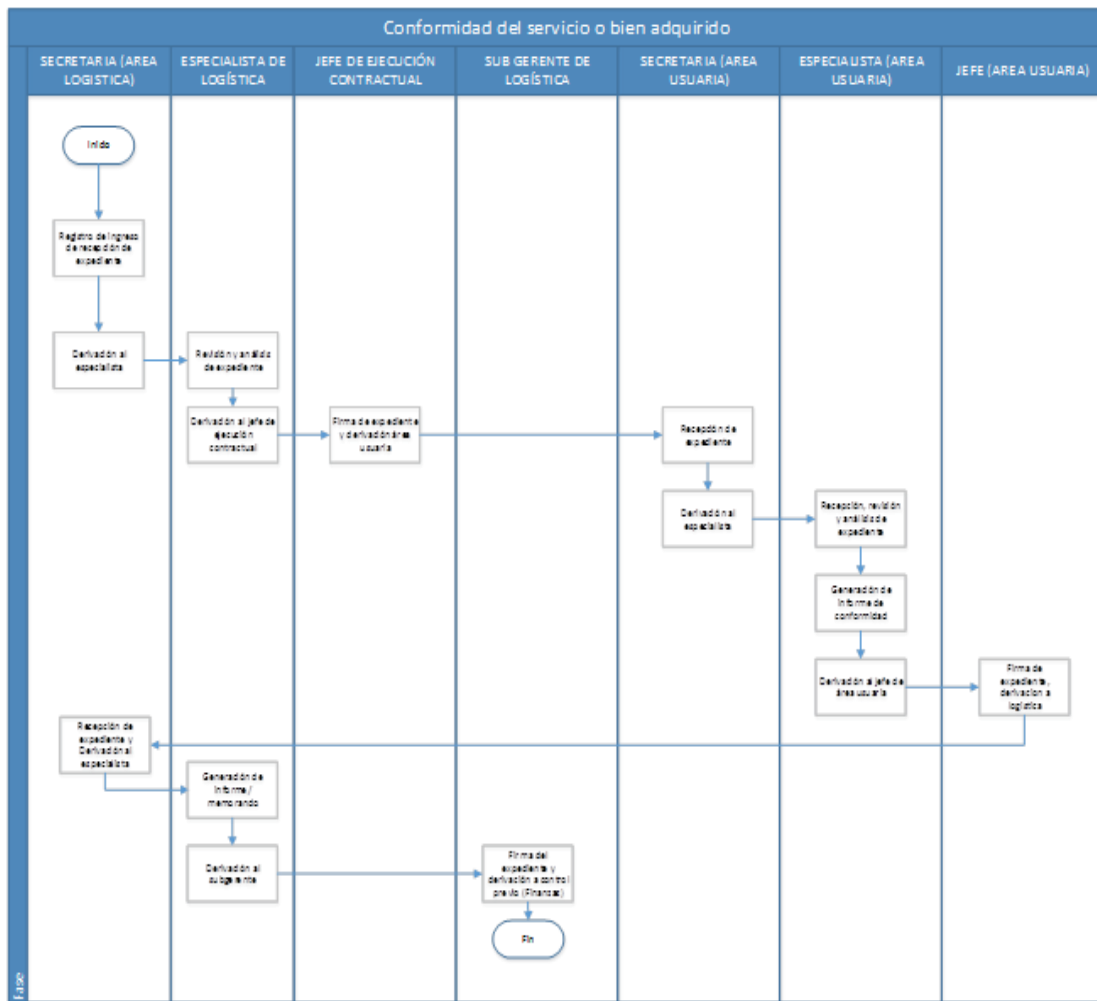 Conformidad del servicio o bien adquirido
SECRETARIA (AREA
LOGISTICA)
ESPECIALISTA DE
LOGÍSTICA
JEFE DE EJECUCIÓN
CONTRACTUAL
SUB GERENTE DE
LOGÍSTICA
SECRETARIA (AREA
USUARIA)
ESPECIALISTA (AREA
USUARIA)
JEFE (AREA USUARIA)
Inicio
Registro de ingreso
de recepción de
expediente
Derivación al
especialista
Revisión y análisis
de expediente
Derivación al jefe de
ejecución
contractual
Firma de expediente
y derivación área
usuaria
Recepción de
expediente
Derivación al
especialista
Recepción, revisión
y análisis de
expediente
Generación de
informe de
conformidad
Derivación al jefe de
área usuaria
Firma de
expediente,
derivacion a
logística
Recepción de
expediente y
Derivación al
especialista
Generación de
informe /
memorando
Derivación al
subgerente
Firma del
expediente y
derivación a control
previo (Finanzas)
Fin
Fase